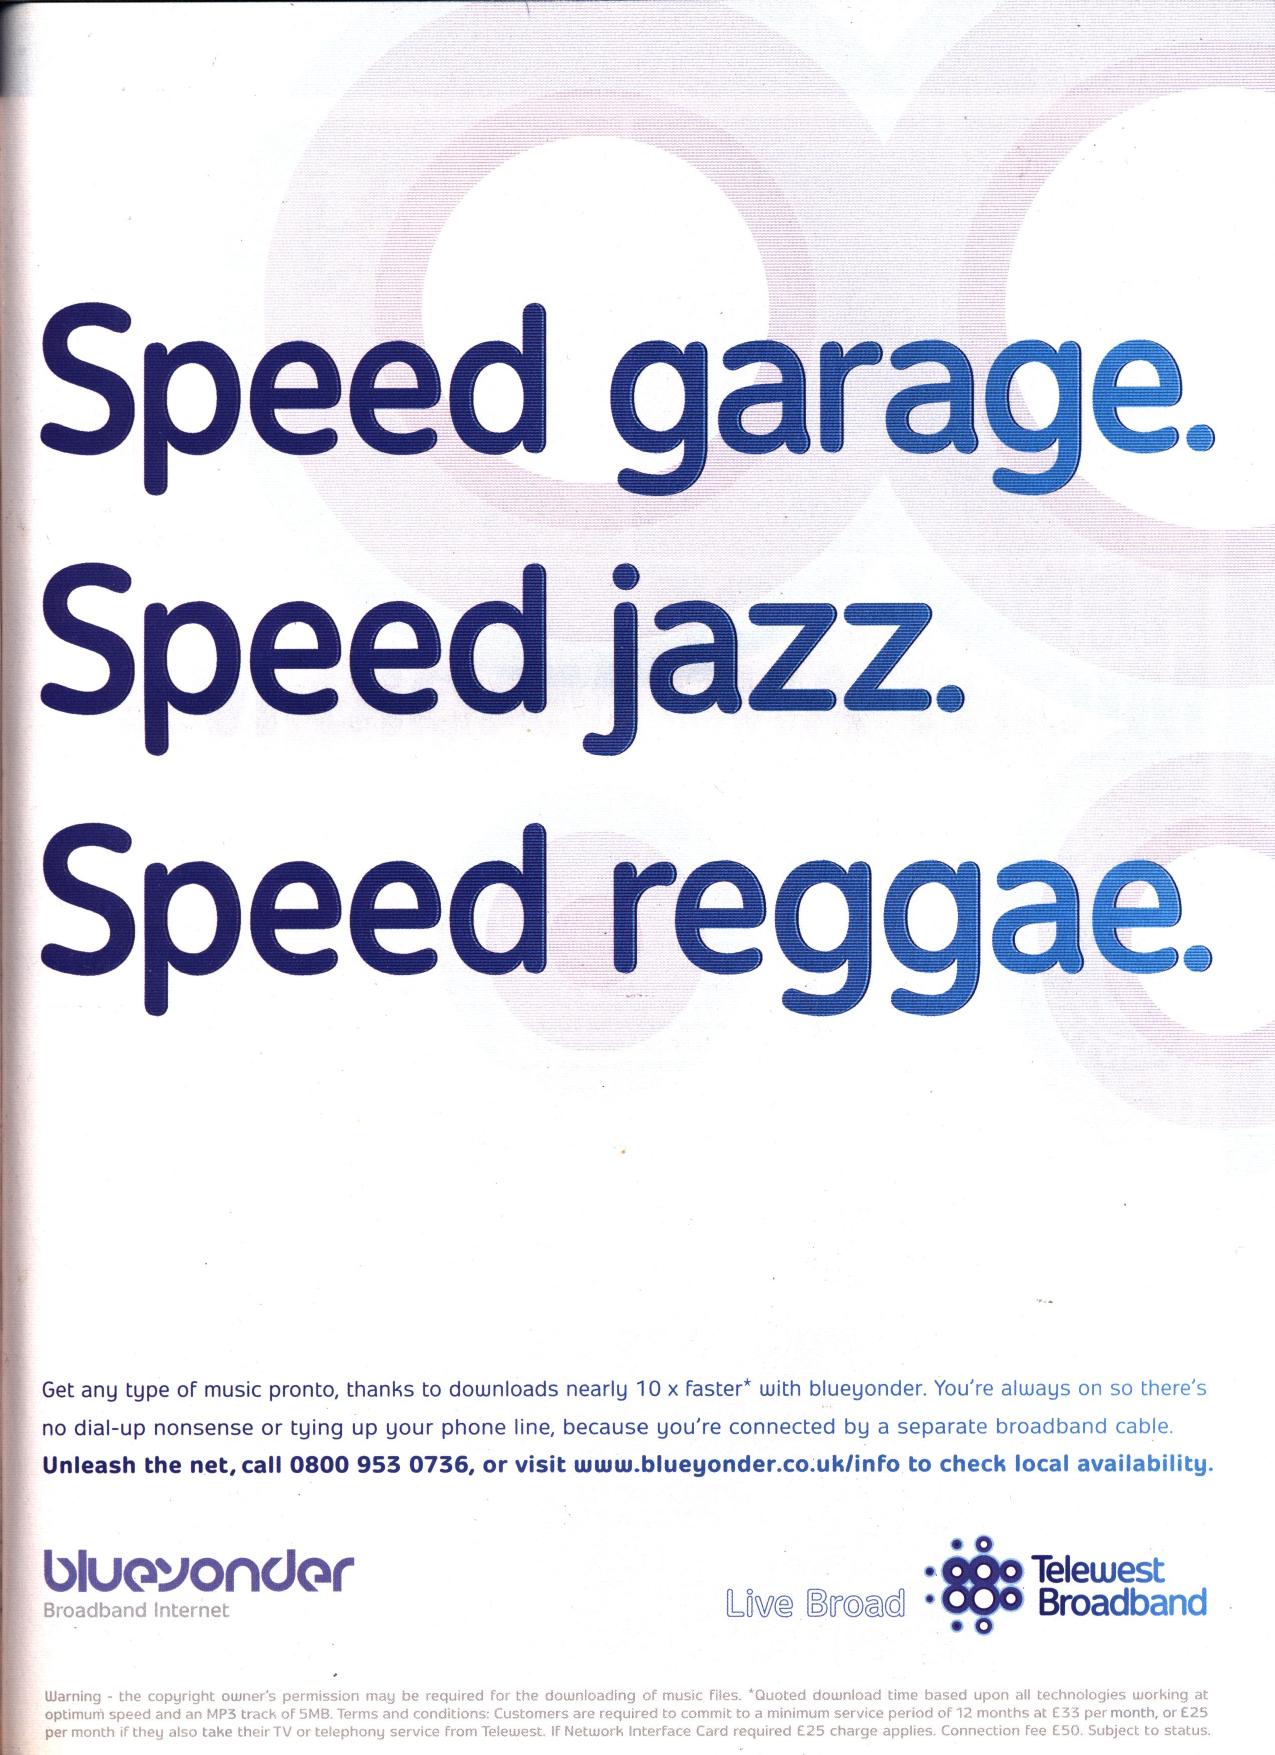 Speed garage.
Speed jazz.
Speed reggae.
Get any type of music pronto, thanks to downloads nearly 10 x faster* with blueyonder. You're always on so there's
no dial-up nonsense or tying up your phone line, because you're connected by a separate broadband cable.
Unleash the net, call 0800 953 0736, or visit www.blueyonder.co.uk/info to check local availability.
blueyonder
Broadband Internet
Live Broad
Telewest
Broadband
Warning - the copyright owner's permission may be required for the downloading of music files. *Quoted download time based upon all technologies working at
optimum speed and an MP3 track of 5MB. Terms and conditions: Customers are required to commit to a minimum service period of 12 months at £33 per month, or £25
per month if they also take their TV or telephony service from Telewest. If Network Interface Card required £25 charge applies. Connection fee £50. Subject to status.